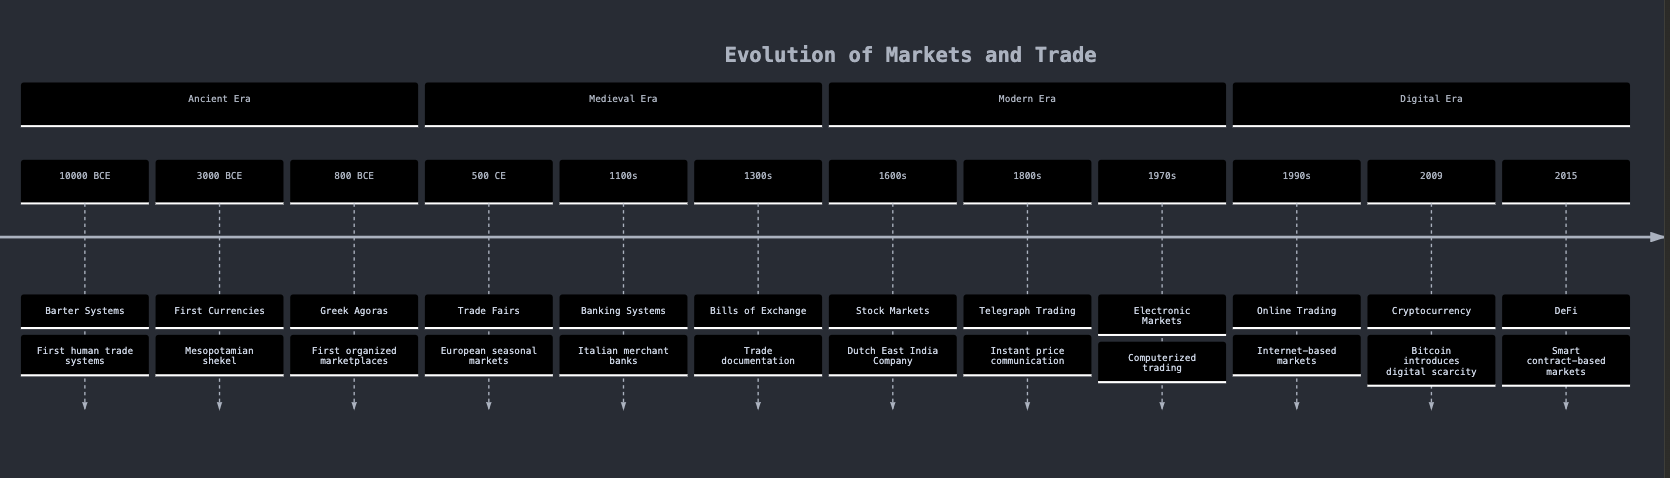 Evolution of Markets and Trade
Ancient Era
Medieval Era
Modern Era
Digital Era
10000 BCE
3000 BCE
800 BCE
500 CE
1100s
1300s
1600s
1800s
1970s
1990s
2009
2015
Barter Systems
First Currencies
Greek Agoras
Trade Fairs
Banking Systems
Bills of Exchange
Stock Markets
Telegraph Trading
Electronic
Markets
Online Trading
Cryptocurrency
DeFi
First human trade
systems
Mesopotamian
shekel
First organized
marketplaces
European seasonal
markets
Italian merchant
banks
Trade
documentation
Dutch East India
Company
Instant price
communication
Computerized
trading
Internet-based
markets
Bitcoin
introduces
digital scarcity
Smart
contract-based
markets